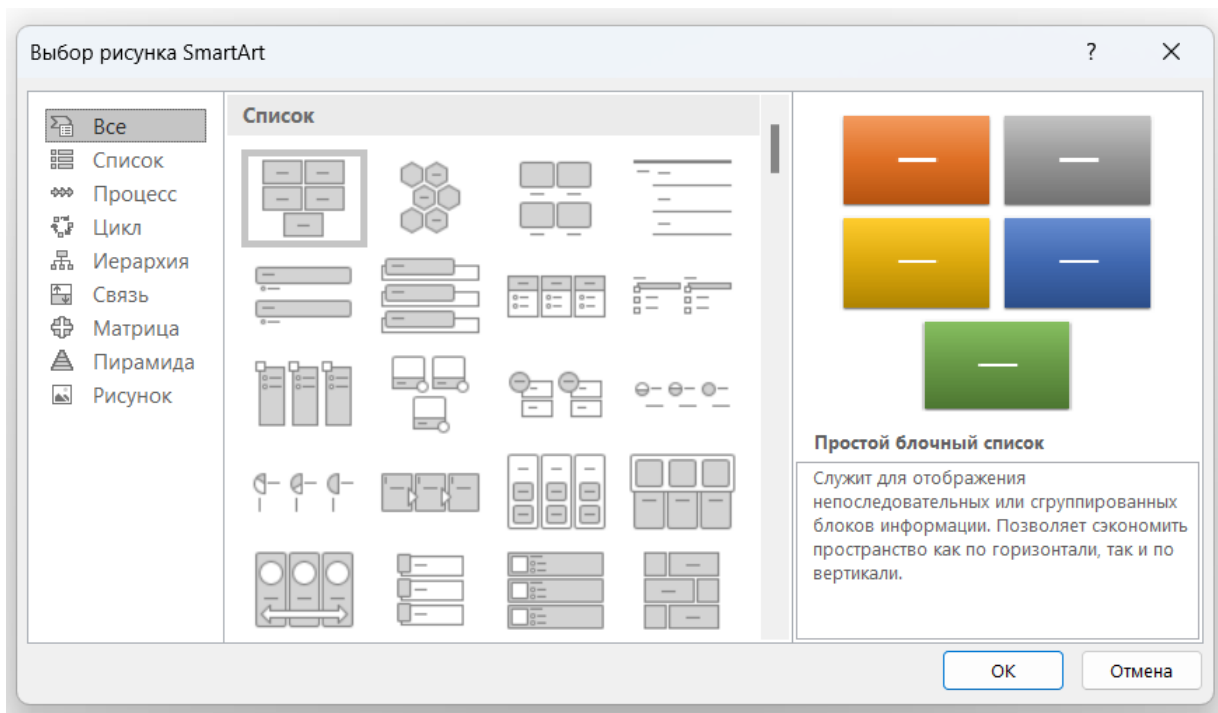 Выбор рисунка SmartArt
?
Все
Список
Процесс
Цикл
Иерархия
Связь
Матрица
Пирамида
Рисунок
Список
Простой блочный список
Служит для отображения
непоследовательных или сгруппированных
блоков информации. Позволяет сэкономить
пространство как по горизонтали, так и по
вертикали.
ОК
Отмена